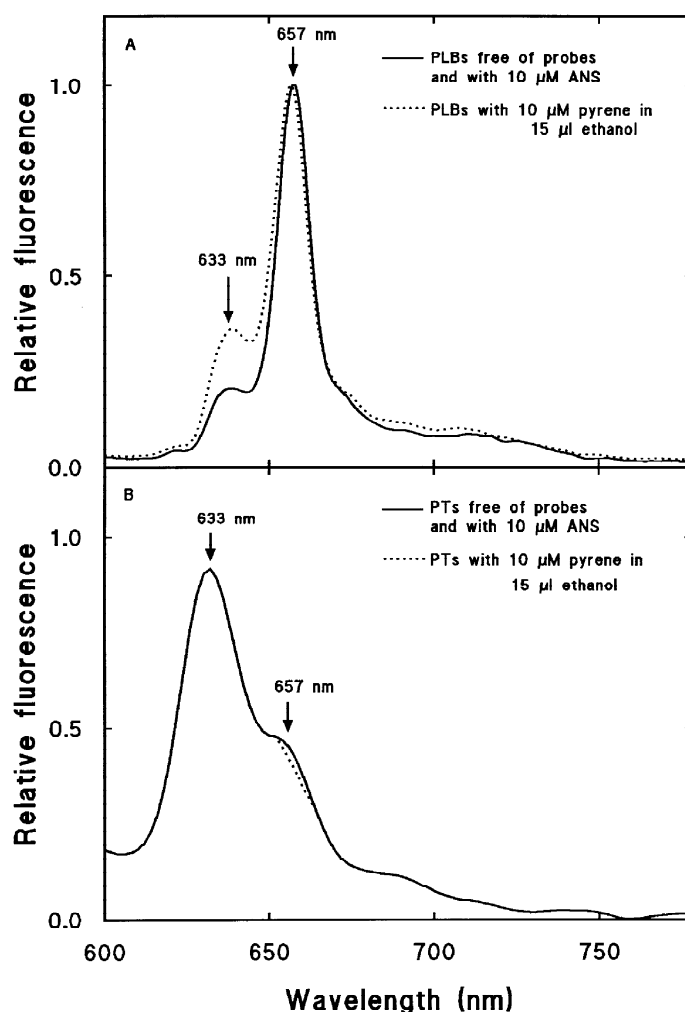 A
657 nm
PLBs free of probes
and with 10 µM ANS
PLBs with 10 µM pyrene in
15 µl ethanol
1.0
633 nm
0.5
0.0
Relative fluorescence
B
633 nm
PTs free of probes
and with 10 µM ANS
PTs with 10 µM pyrene in
15 µl ethanol
1.0
657 nm
0.5
0.0
Relative fluorescence
600 650 700 750
Wavelength (nm)